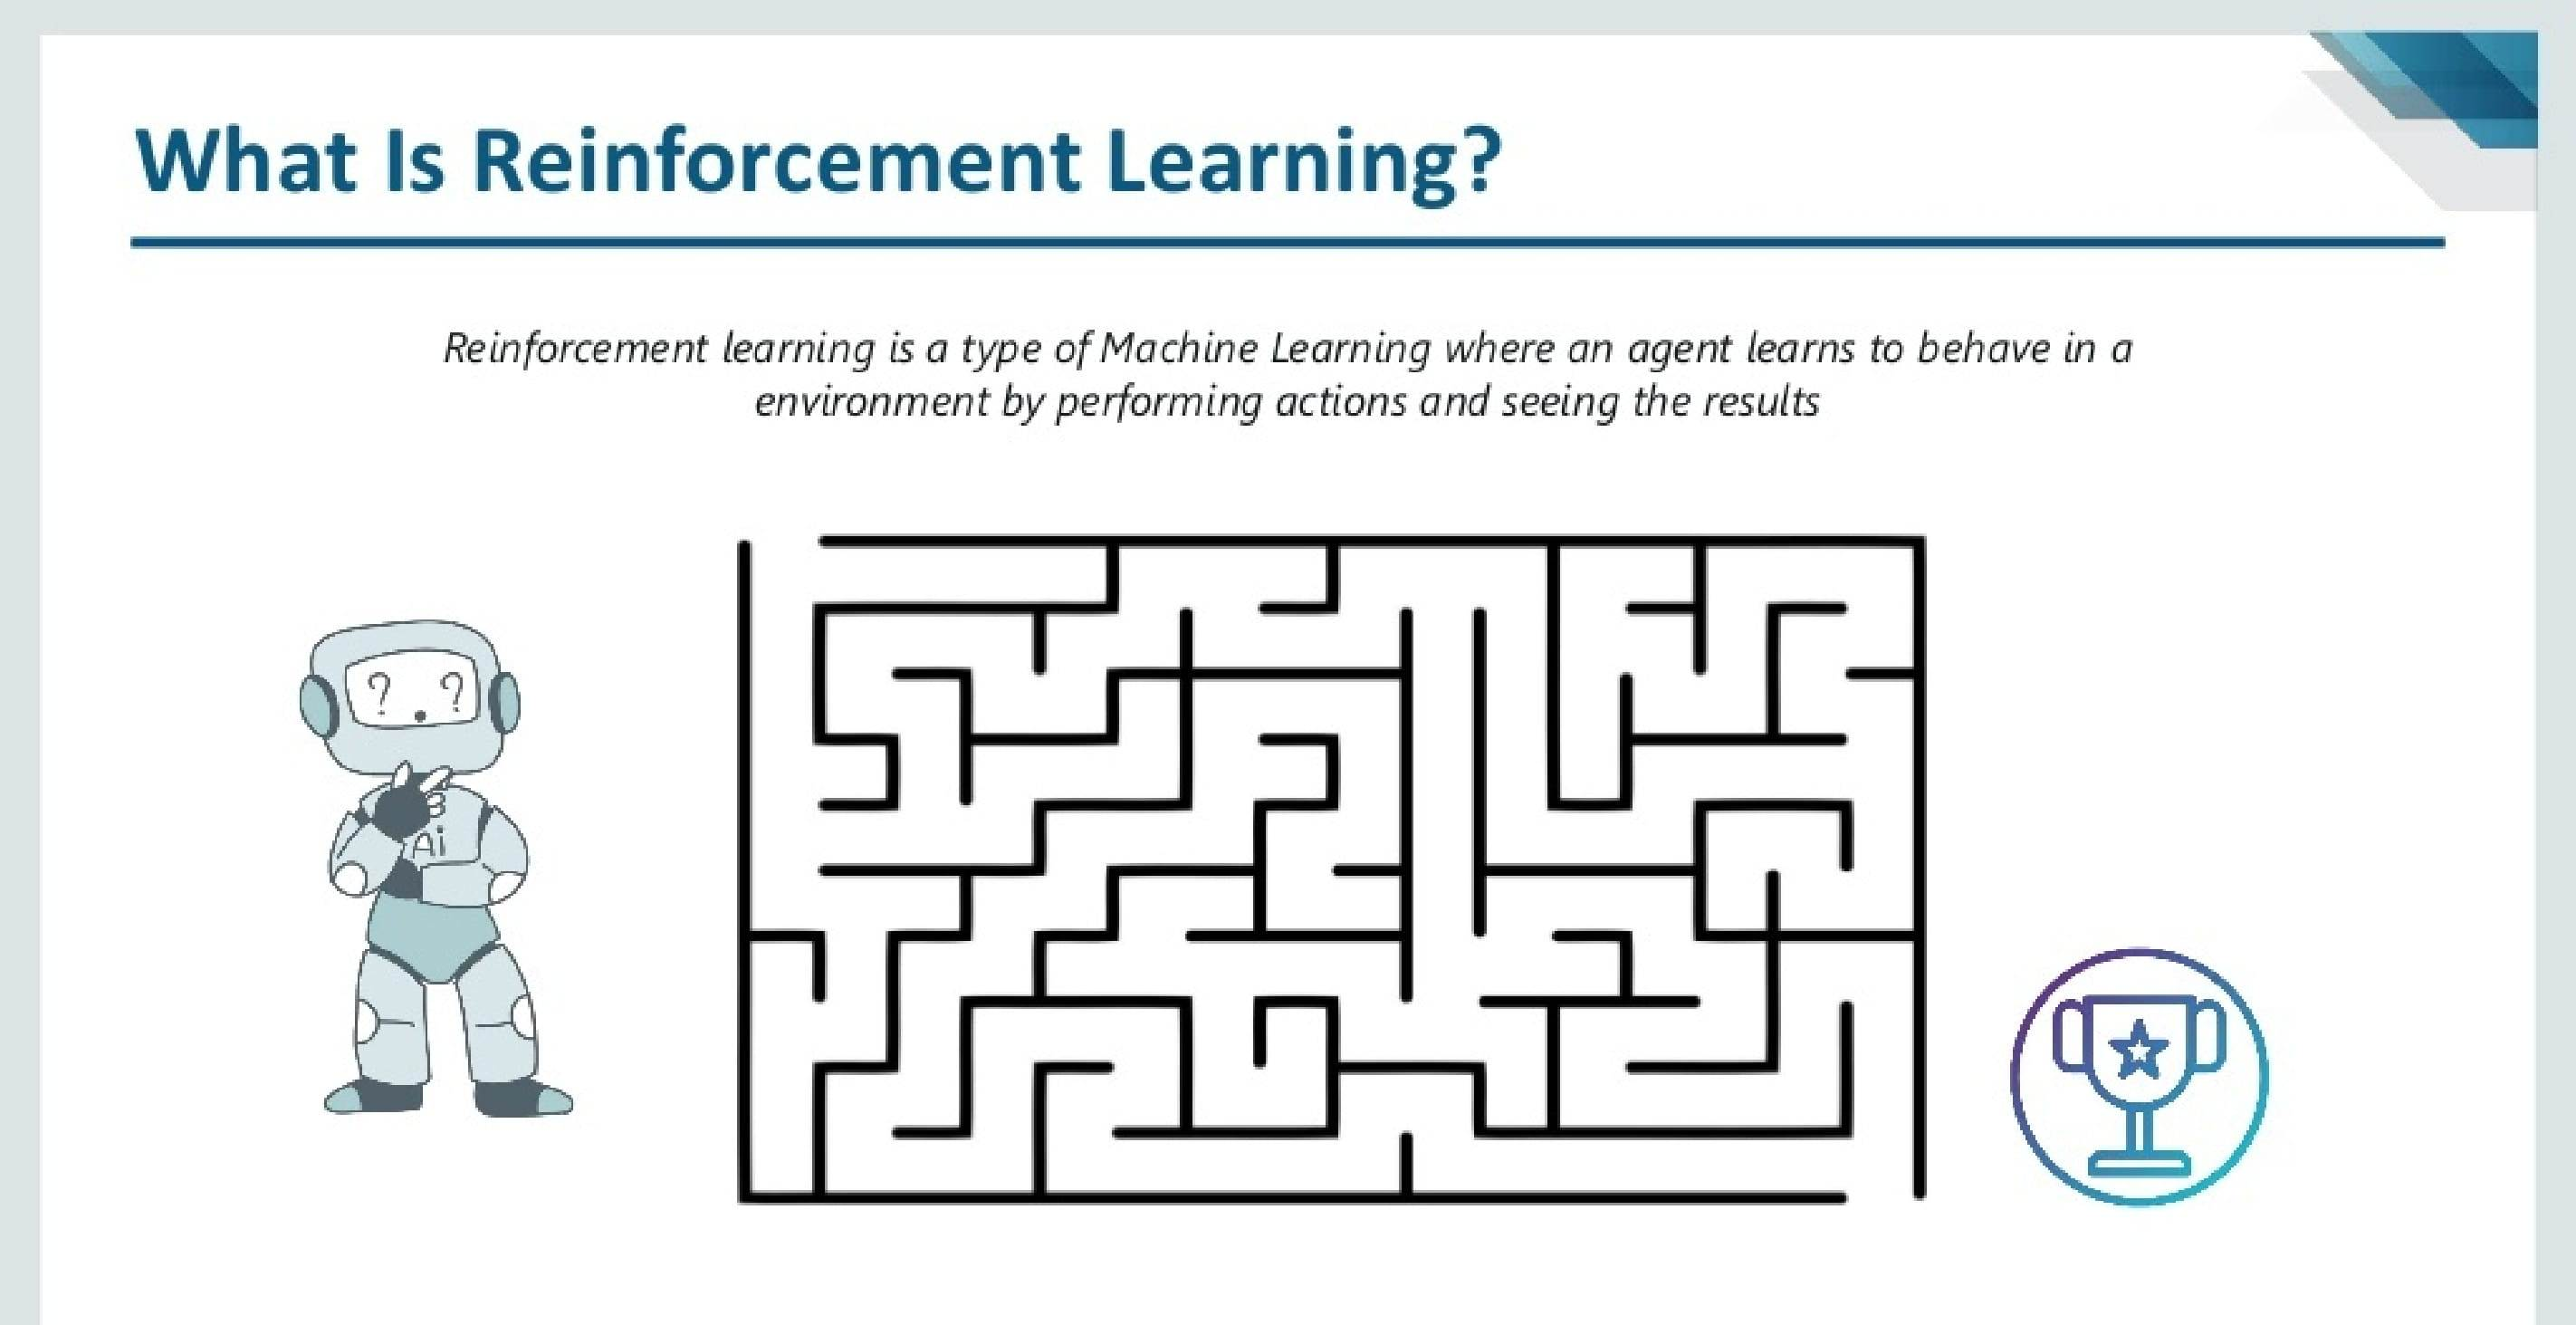 What Is Reinforcement Learning?
Reinforcement learning is a type of Machine Learning where an agent learns to behave in a
environment by performing actions and seeing the results
? ?
Ai